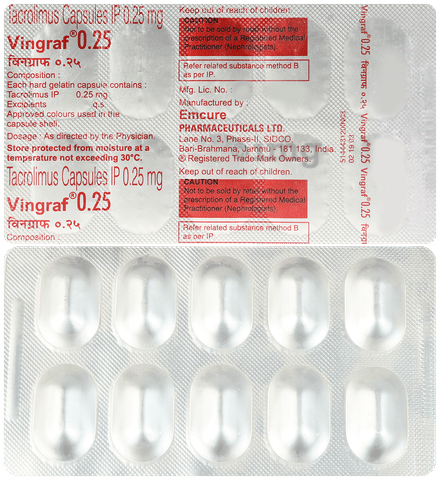 Tacrolimus Capsules IP 0.25 mg
Vingraf®0.25
विनग्राफ ०.२५
Composition :
Each hard gelatin capsule contains :
Tacrolimus IP 0.25 mg
Excipients q.s.
Approved colours used in the
capsule shell.
Dosage : As directed by the Physician.
Store protected from moisture at a
temperature not exceeding 30°C.
Tacrolimus Capsules IP 0.25 mg
Vingraf®0.25
विनग्राफ ०.२५
Composition :
Keep out of reach of children.
CAUTION
Not to be sold by retail without the
prescription of a Registered Medical
Practitioner (Nephrologists).
Refer related substance method B
as per IP.
Mfg. Lic. No. :
Manufactured by :
Emcure
PHARMACEUTICALS LTD.
Lane No. 3, Phase-II, SIDCO,
Bari-Brahmana, Jammu - 181 133, India.
® Registered Trade Mark Owners.
Keep out of reach of children.
CAUTION
Not to be sold by retail without the
prescription of a Registered Medical
Practitioner (Nephrologists).
Refer related substance method B
as per IP.
Vingraf®0.25
विनग्राफ ०.२५
Vingraf®0.25